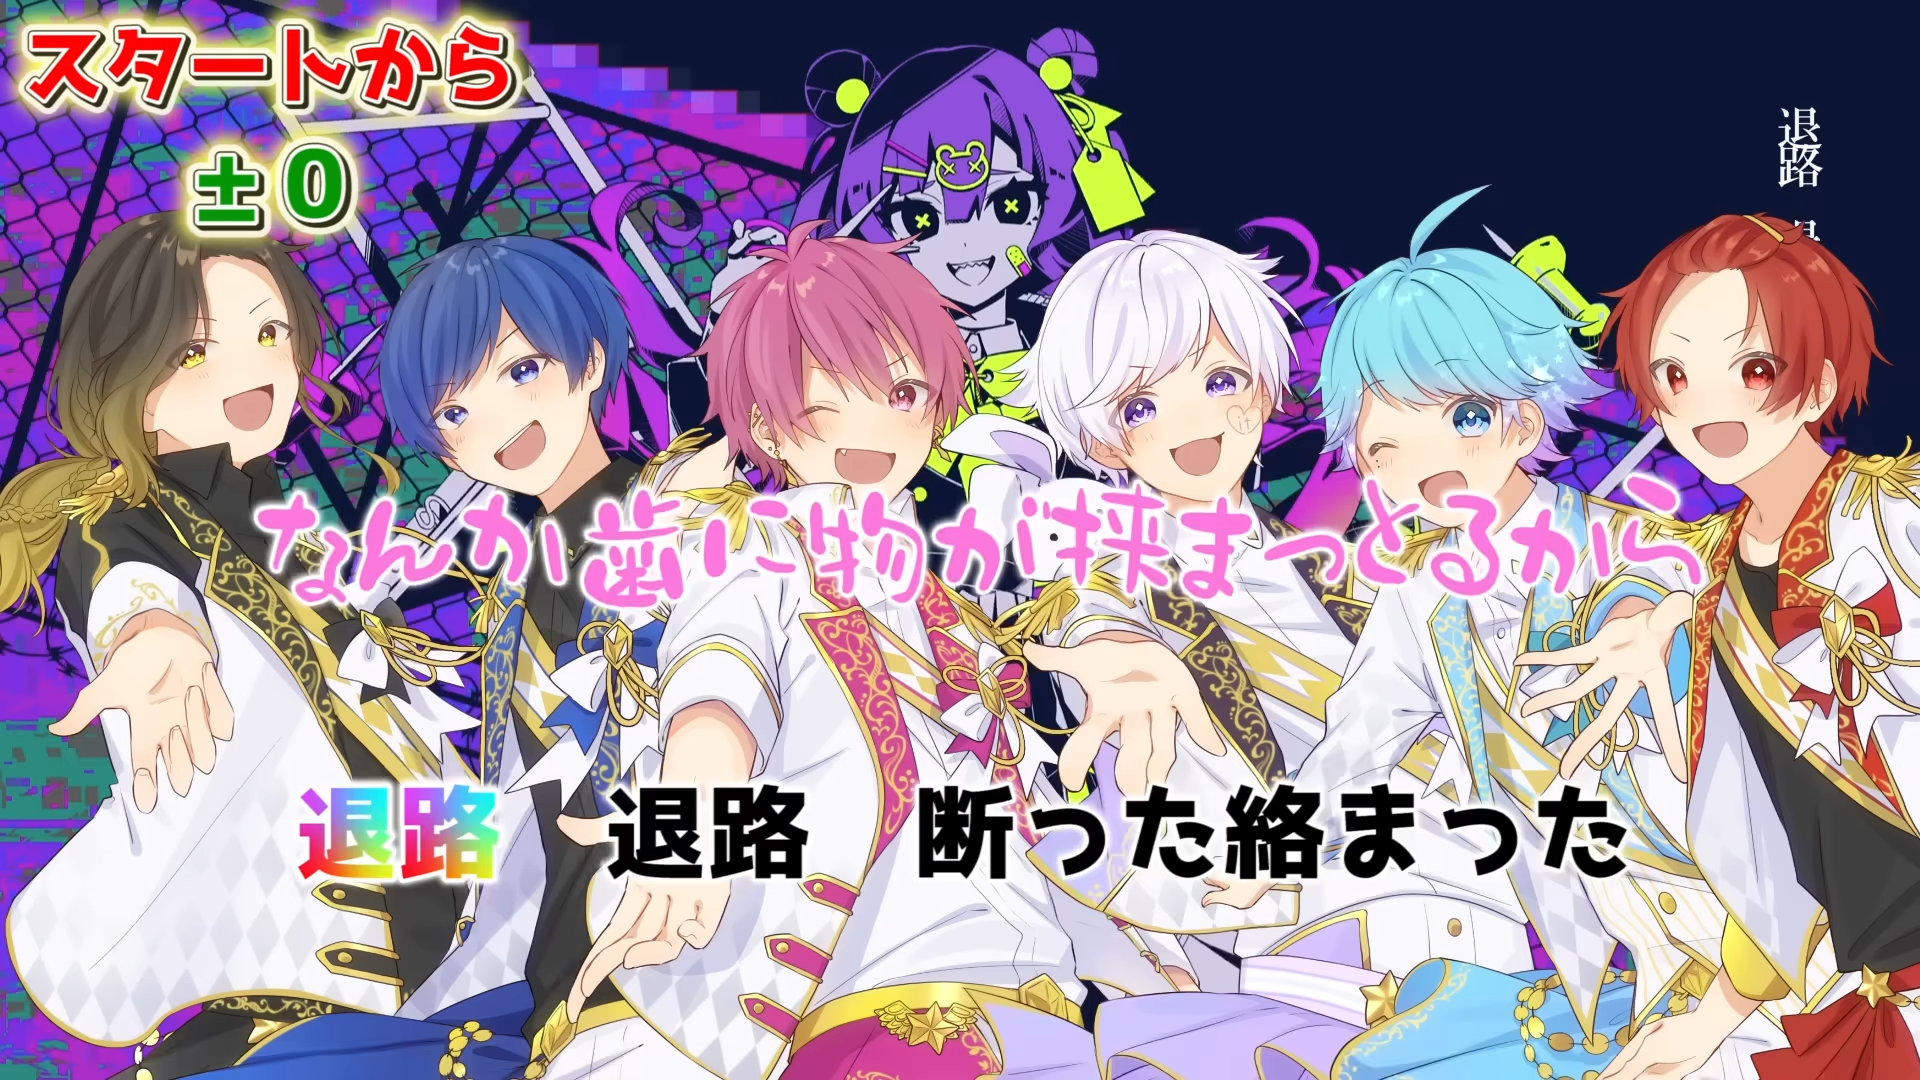 スタートから
±0
退路
なんか歯に物が挟まっとるから
退路 退路 断った絡まった